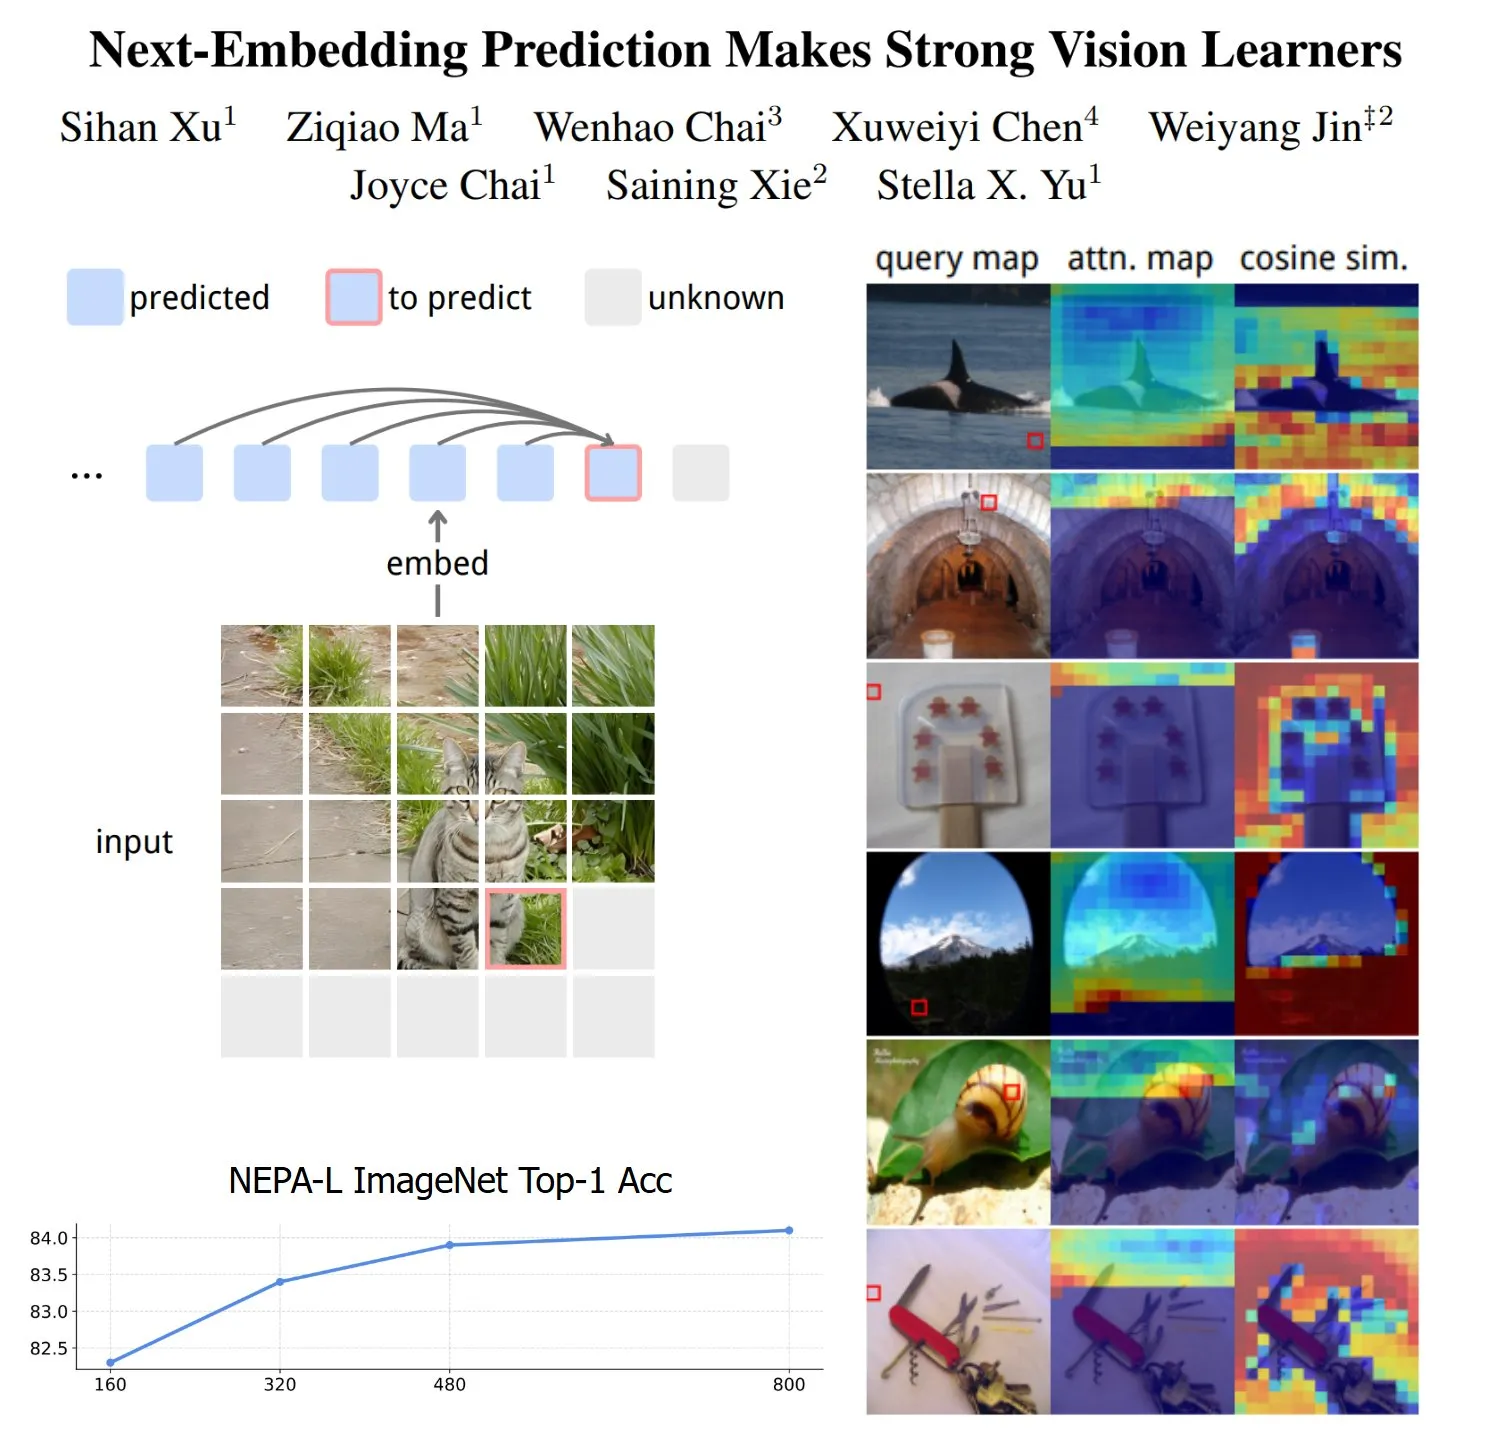 Next-Embedding Prediction Makes Strong Vision Learners
Sihan Xu1 Ziqiao Ma1 Wenhao Chai3 Xuweiyi Chen4 Weiyang Jin‡2
Joyce Chai1 Saining Xie2 Stella X. Yu1
predicted to predict unknown
...
embed
input
query map attn. map cosine sim.
NEPA-L ImageNet Top-1 Acc
84.0
83.5
83.0
82.5
160 320 480 800